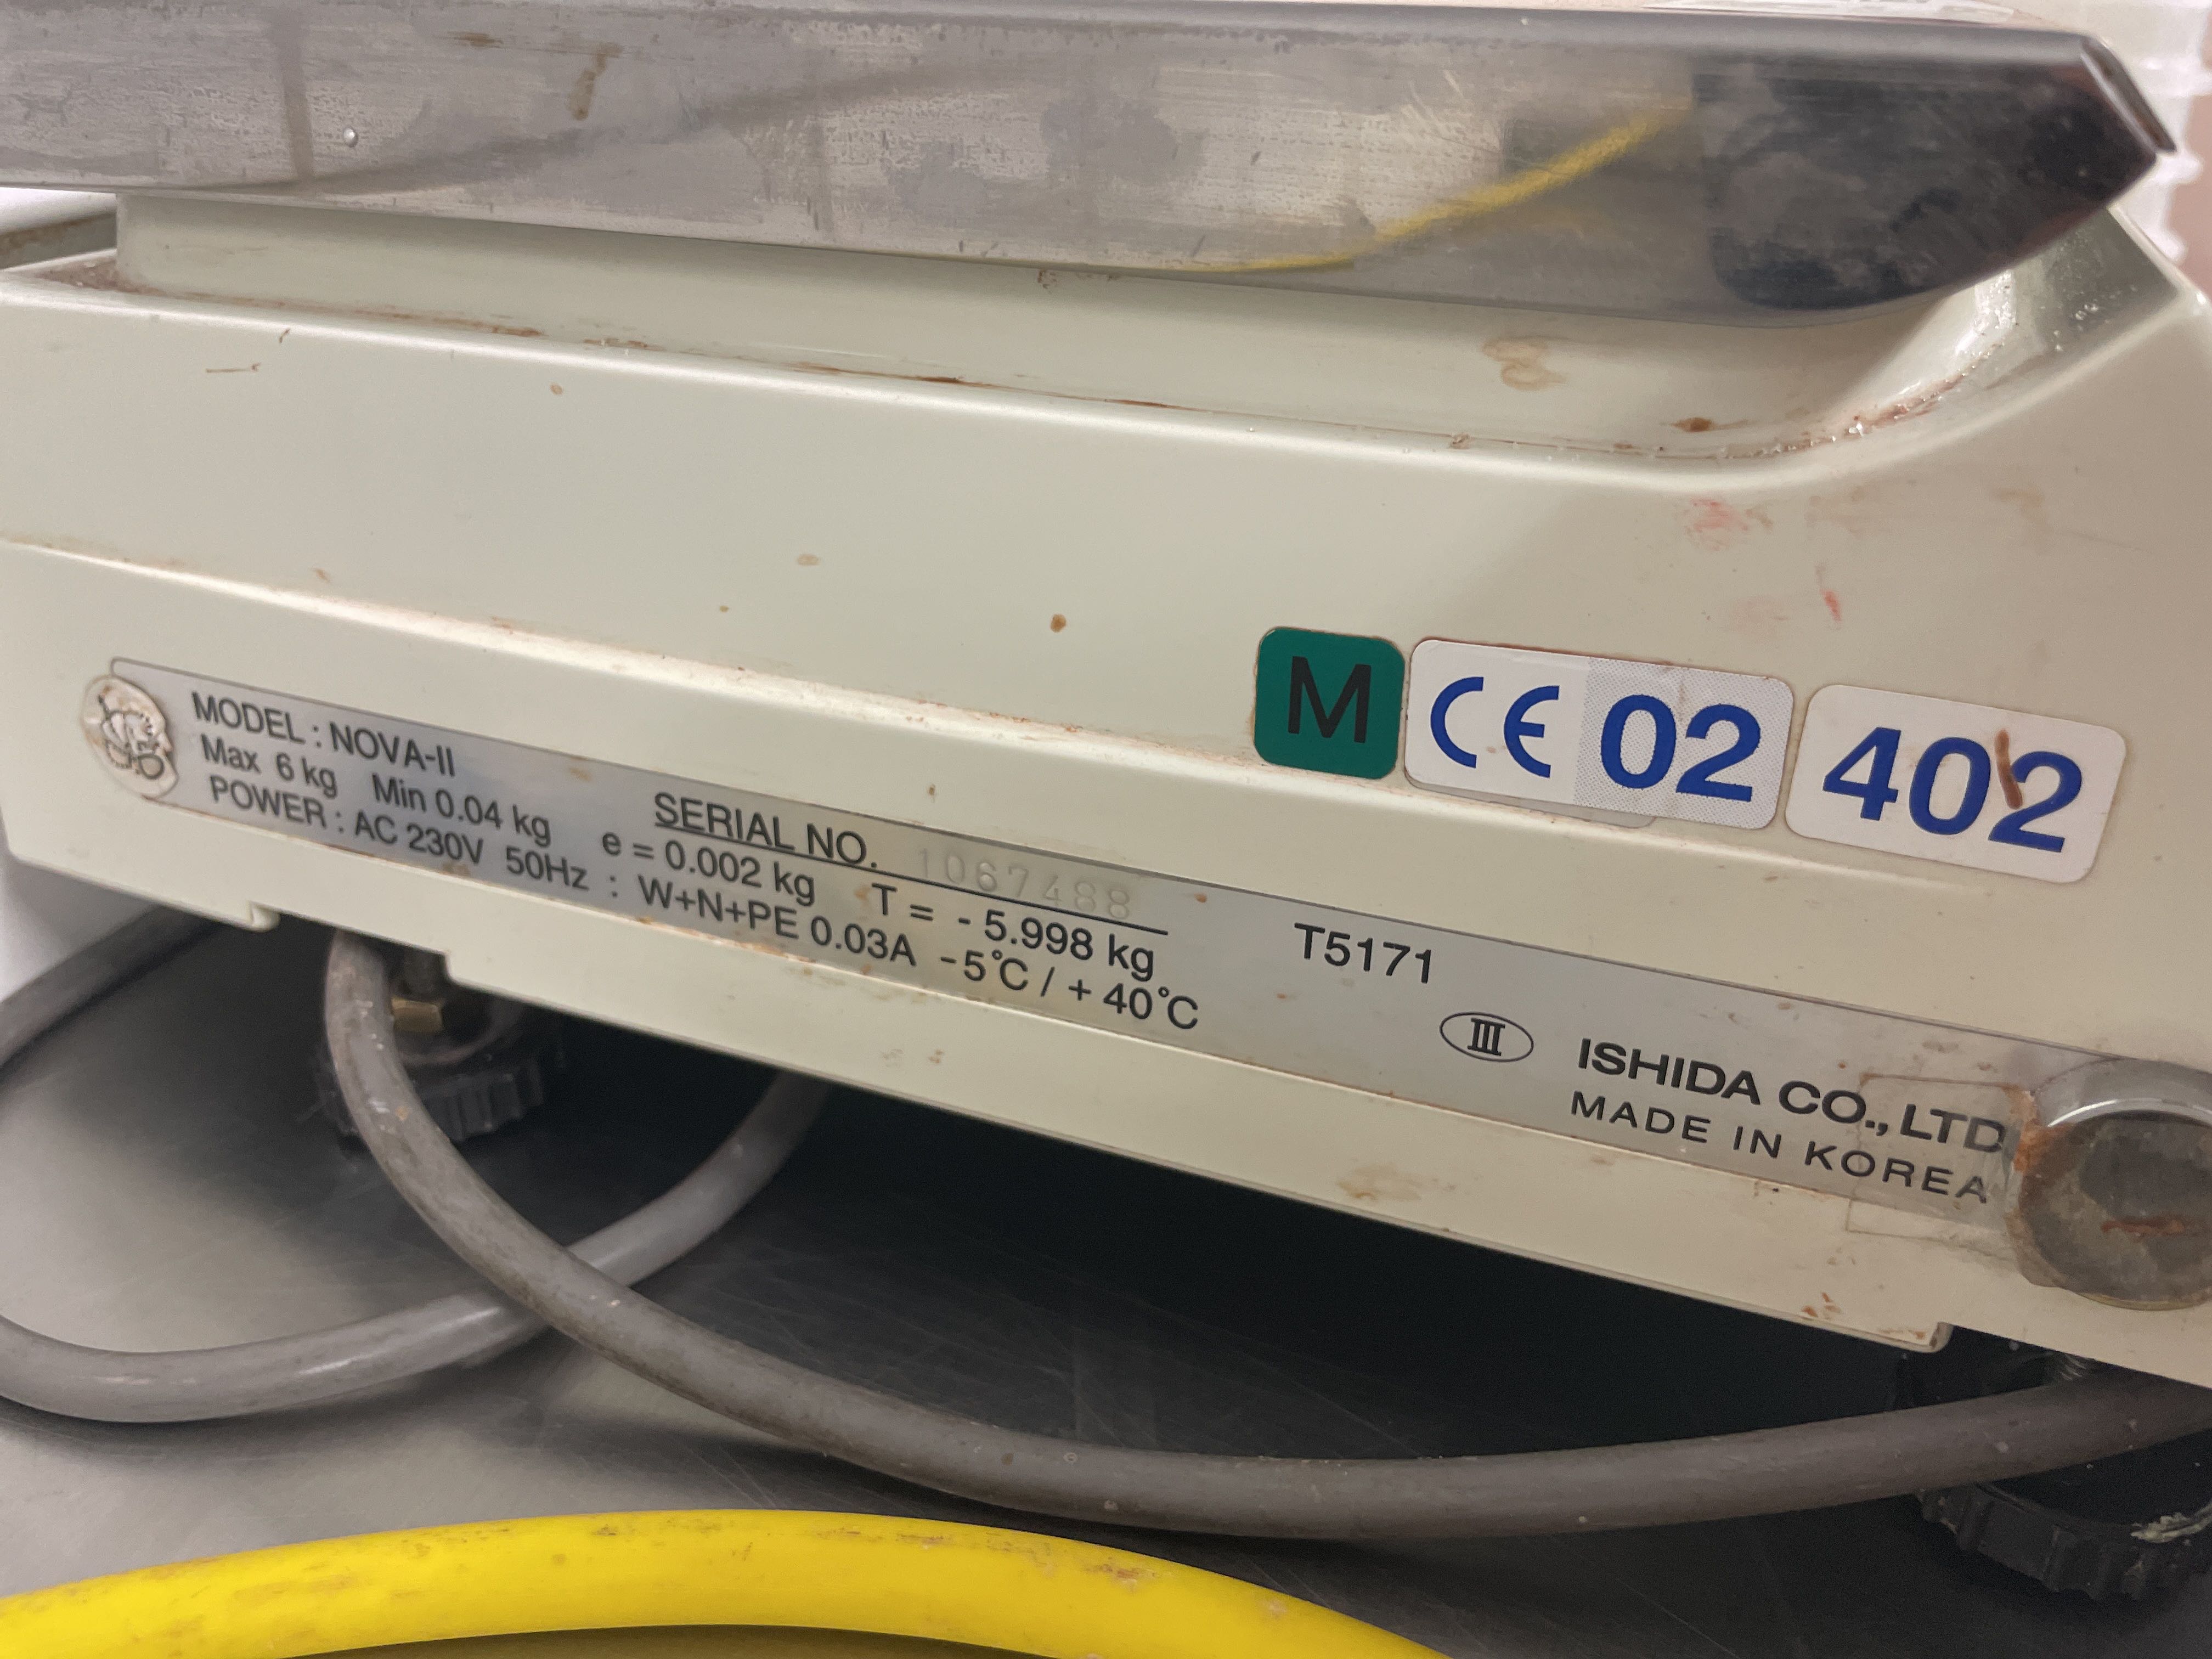 M CE 02 402
MODEL : NOVA-II
SERIAL NO. 1067488
T5171
Max 6 kg Min 0.04 kg e = 0.002 kg T = - 5.998 kg
POWER : AC 230V 50Hz : W+N+PE 0.03A -5°C / + 40°C
III
ISHIDA CO., LTD
MADE IN KOREA